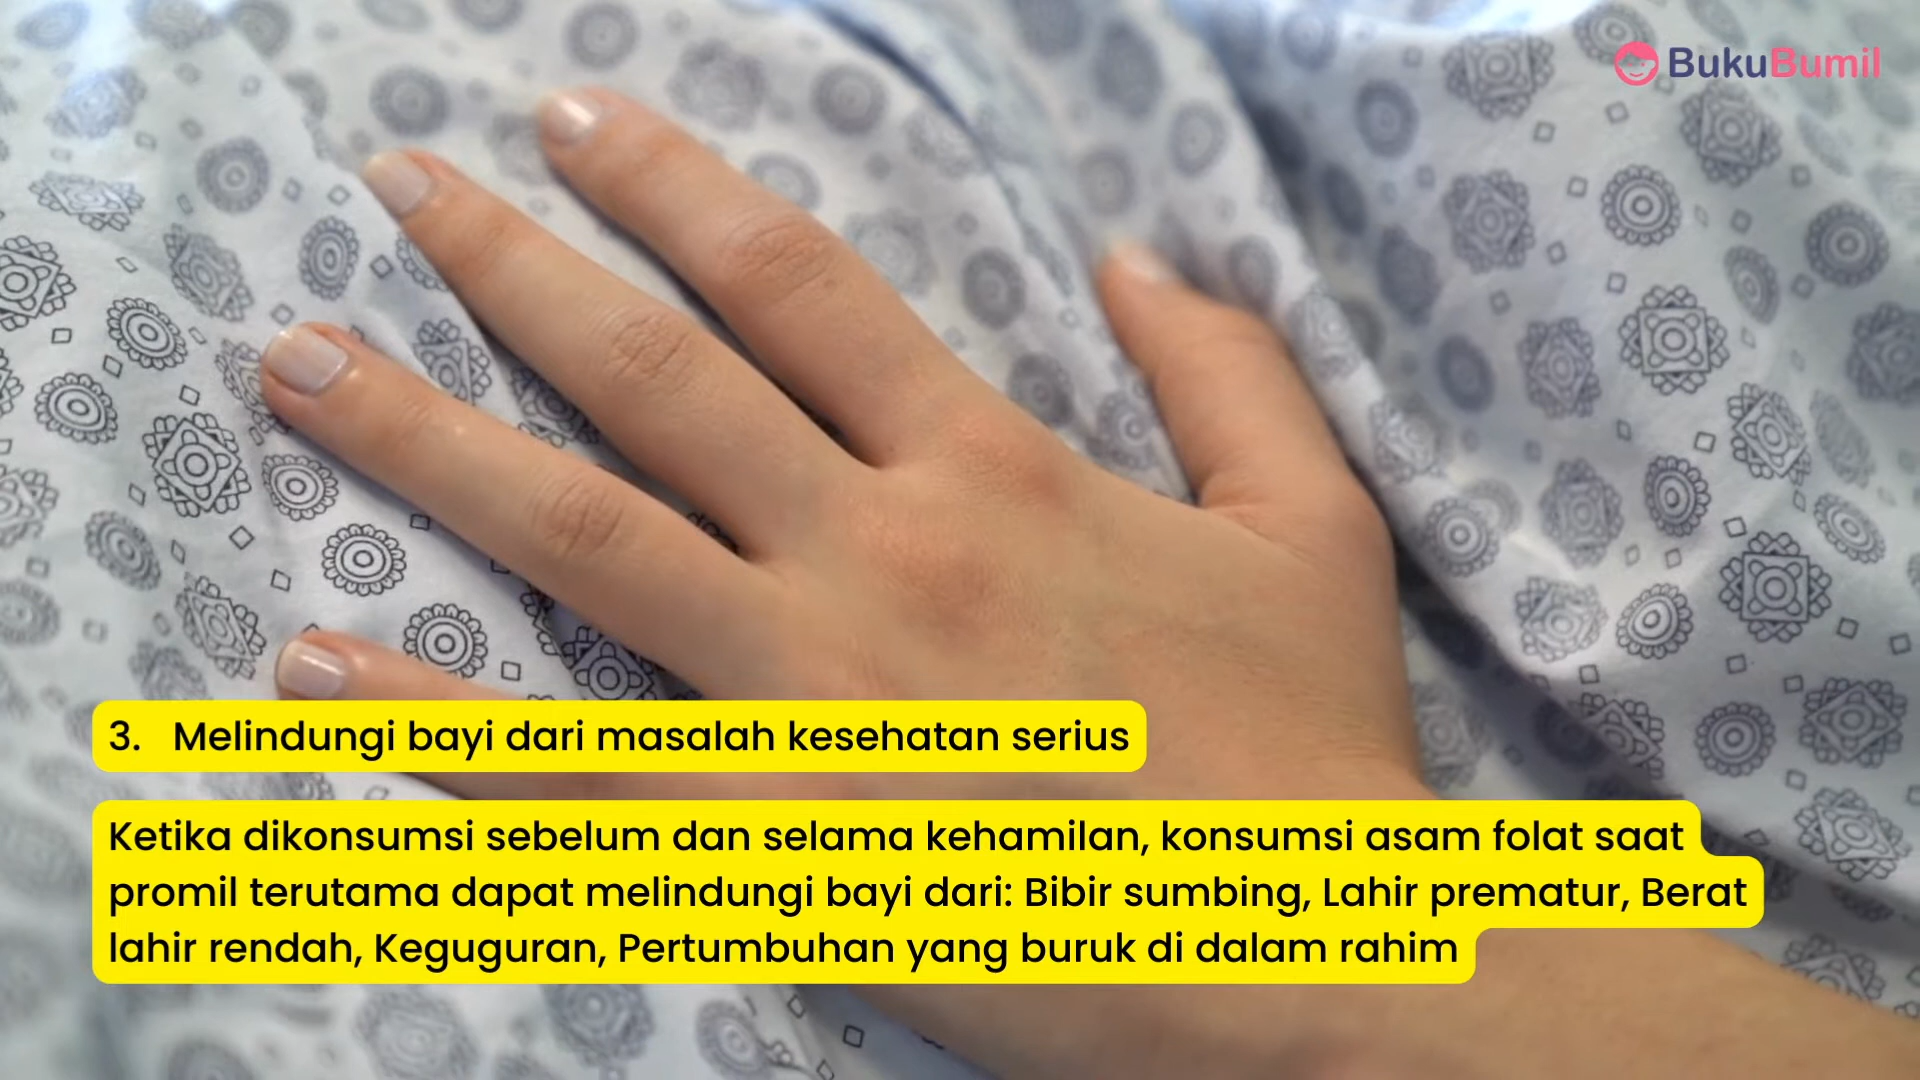 BukuBumil
3. Melindungi bayi dari masalah kesehatan serius
Ketika dikonsumsi sebelum dan selama kehamilan, konsumsi asam folat saat
promil terutama dapat melindungi bayi dari: Bibir sumbing, Lahir prematur, Berat
lahir rendah, Keguguran, Pertumbuhan yang buruk di dalam rahim